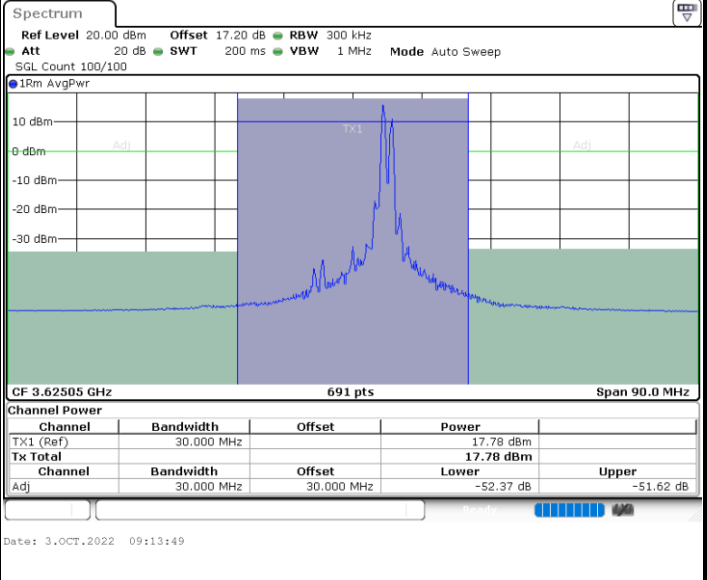 Spectrum
Ref Level 20.00 dBm Offset 17.20 dB RBW 300 kHz
Att 20 dB SWT 200 ms VBW 1 MHz Mode Auto Sweep
SGL Count 100/100
1Rm AvgPwr
10 dBm
TX1
0 dBm
Adj
Adj
-10 dBm
-20 dBm
-30 dBm
CF 3.62505 GHz 691 pts Span 90.0 MHz
Channel Power
Channel Bandwidth Offset Power
TX1 (Ref) 30.000 MHz 17.78 dBm
Tx Total 17.78 dBm
Channel Bandwidth Offset Lower Upper
Adj 30.000 MHz 30.000 MHz -52.37 dB -51.62 dB
Ready
Date: 3.OCT.2022 09:13:49